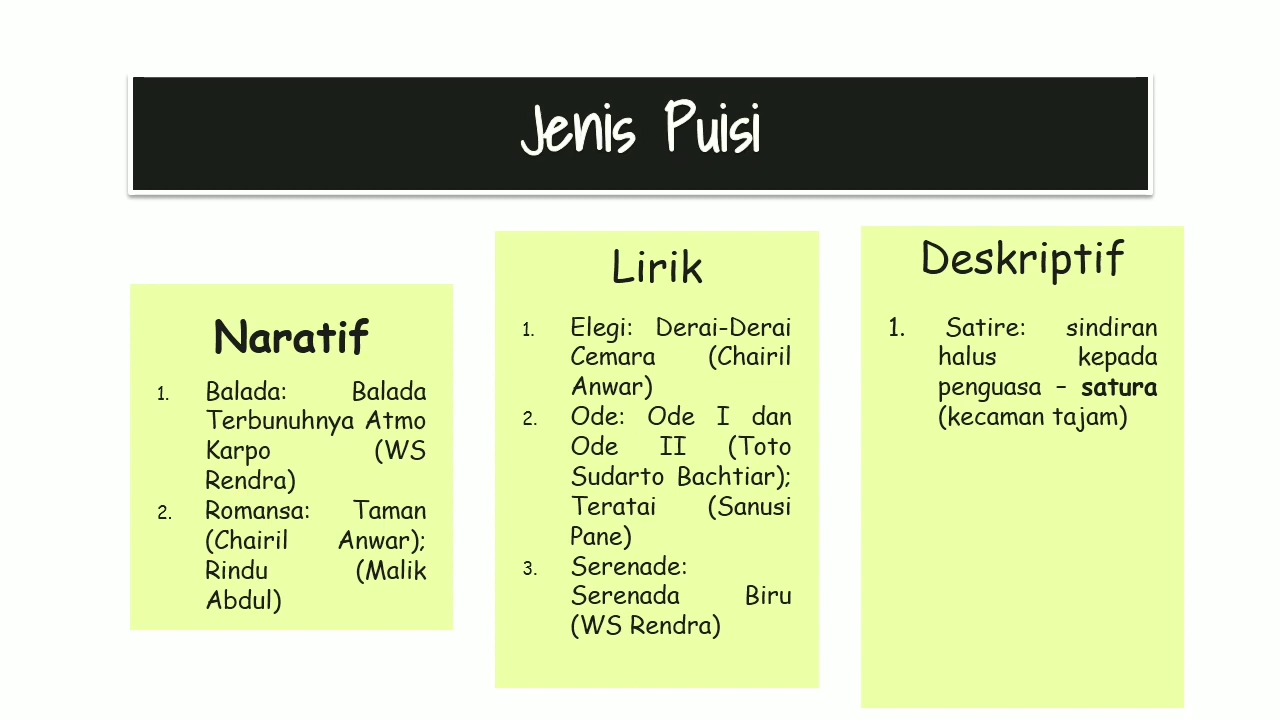 Jenis Puisi
Naratif
1. Balada: Balada
Terbunuhnya Atmo
Karpo (WS
Rendra)
2. Romansa: Taman
(Chairil Anwar);
Rindu (Malik
Abdul)
Lirik
1. Elegi: Derai-Derai
Cemara (Chairil
Anwar)
2. Ode: Ode I dan
Ode II (Toto
Sudarto Bachtiar);
Teratai (Sanusi
Pane)
3. Serenade:
Serenada Biru
(WS Rendra)
Deskriptif
1. Satire: sindiran
halus kepada
penguasa – satura
(kecaman tajam)